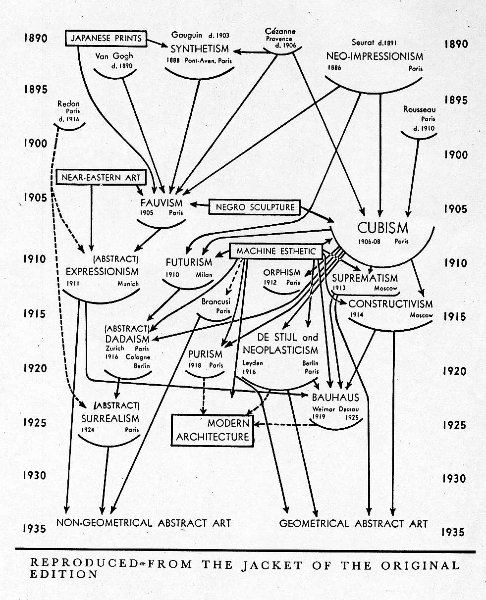 1890
JAPANESE PRINTS
Gauguin d. 1903
SYNTHETISM
1888 Pont-Aven, Paris
Cézanne
Provence
d. 1906
Seurat d.1891
NEO-IMPRESSIONISM
1886 Paris
1890
Van Gogh
d. 1890
1895
Redon
Paris
d. 1916
Rousseau
Paris
d. 1910
1895
1900
1900
NEAR-EASTERN ART
1905
FAUVISM
1905 Paris
NEGRO SCULPTURE
CUBISM
1906-08 Paris
1905
1910
(ABSTRACT)
EXPRESSIONISM
1911 Munich
FUTURISM
1910 Milan
MACHINE ESTHETIC
ORPHISM
1912 Paris
SUPREMATISM
1913 Moscow
1910
Brancusi
Paris
CONSTRUCTIVISM
1914 Moscow
1915
1915
(ABSTRACT)
DADAISM
Zurich Paris
1916 Cologne
Berlin
PURISM
1918 Paris
DE STIJL and
NEOPLASTICISM
Leyden Berlin
1916 Paris
1920
1920
BAUHAUS
Weimar Dessau
1919 1925
1925
(ABSTRACT)
SURREALISM
1924 Paris
MODERN
ARCHITECTURE
1925
1930
1930
1935
NON-GEOMETRICAL ABSTRACT ART
GEOMETRICAL ABSTRACT ART
1935
REPRODUCED FROM THE JACKET OF THE ORIGINAL
EDITION